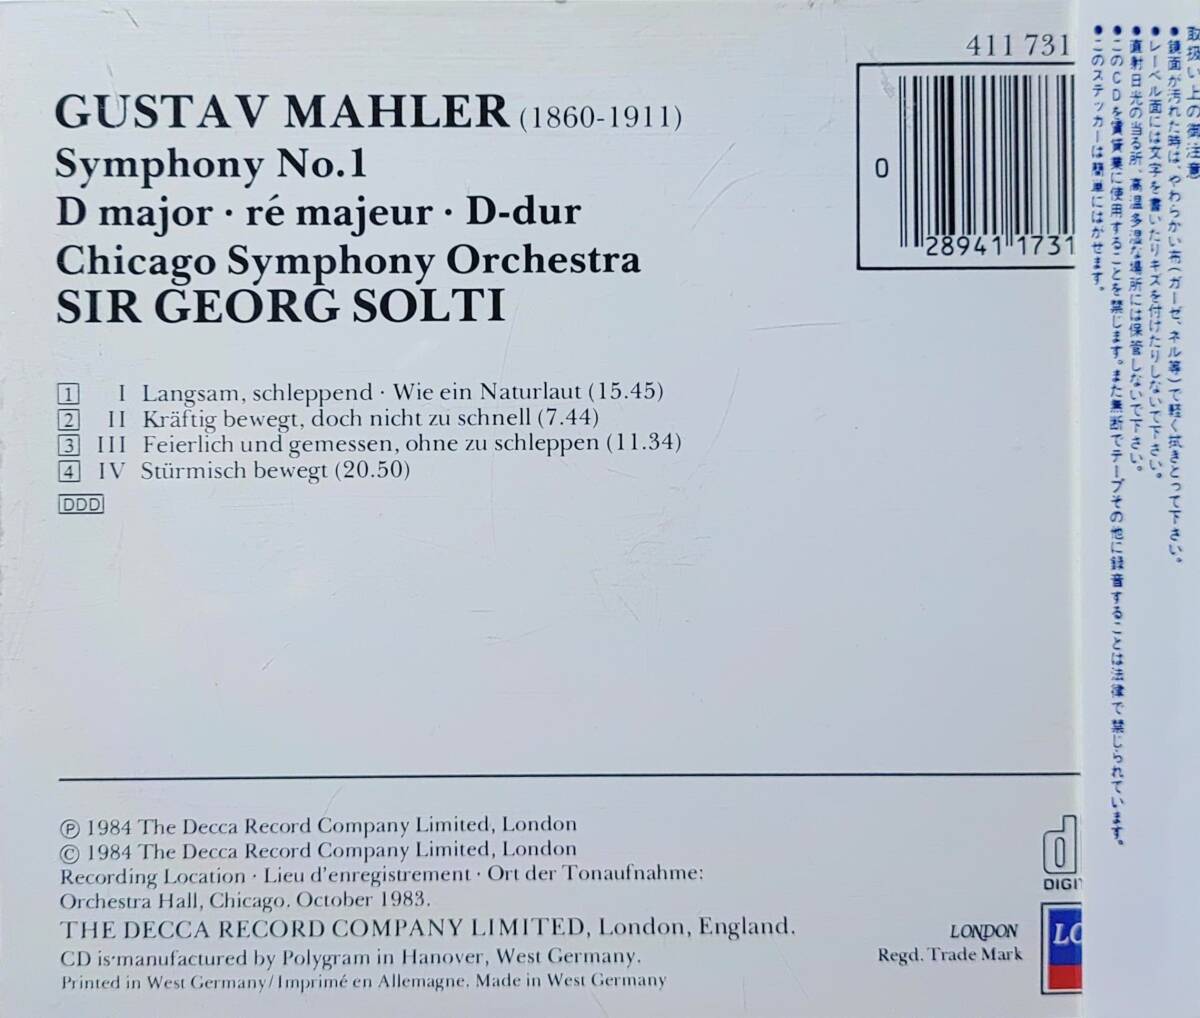 411 731
GUSTAV MAHLER (1860-1911)
Symphony No.1
D major · ré majeur · D-dur
Chicago Symphony Orchestra
SIR GEORG SOLTI
0
28941 1731
1 I Langsam, schleppend · Wie ein Naturlaut (15.45)
2 II Kräftig bewegt, doch nicht zu schnell (7.44)
3 III Feierlich und gemessen, ohne zu schleppen (11.34)
4 IV Stürmisch bewegt (20.50)
DDD
℗ 1984 The Decca Record Company Limited, London
© 1984 The Decca Record Company Limited, London
Recording Location · Lieu d'enregistrement · Ort der Tonaufnahme:
Orchestra Hall, Chicago. October 1983.
THE DECCA RECORD COMPANY LIMITED, London, England.
CD is manufactured by Polygram in Hanover, West Germany.
Printed in West Germany/Imprimé en Allemagne. Made in West Germany
LONDON
Regd. Trade Mark
d
DIGI
LO
取扱い上の御注意
●鏡面が汚れた時は、やわらかい布(ガーゼ、ネル等)で軽く拭きとって下さい。
●レーベル面には文字を書いたりキズを付けたりしないで下さい。
●直射日光の当る所、高温多湿な場所には保管しないで下さい。
●このCDを賃貸業に使用することを禁じます。また無断でテープその他に録音することは法律で禁じられています。
●このステッカーは簡単にはがせます。